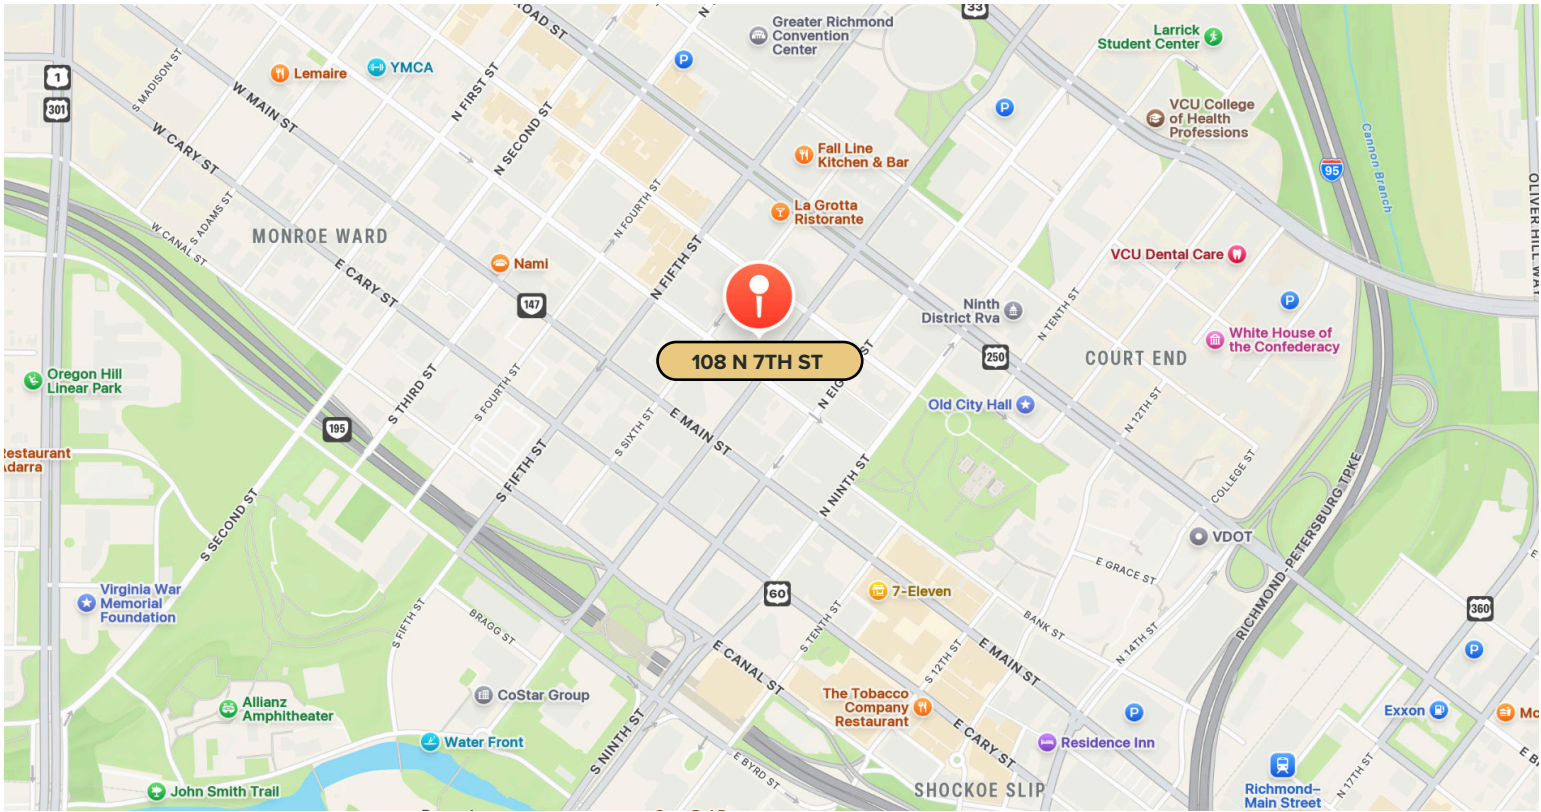 ROAD ST
N
33
Greater Richmond
Convention
Center
Larrick
Student Center
P
1
301
S MADISON ST
Lemaire
YMCA
N FIRST ST
W MAIN ST
N SECOND ST
W CARY ST
P
VCU College
of Health
Professions
Cannon Branch
95
Fall Line
Kitchen & Bar
La Grotta
Ristorante
OLIVER HILL WAY
N FOURTH ST
S ADAMS ST
W CANAL ST
MONROE WARD
N FIFTH ST
Nami
147
E CARY ST
VCU Dental Care
P
Ninth
District Rva
N TENTH ST
White House of
the Confederacy
250
COURT END
108 N 7TH ST
Oregon Hill
Linear Park
S THIRD ST
S FOURTH ST
Old City Hall
N 12TH ST
195
S SIXTH ST
E MAIN ST
S FIFTH ST
N NINTH ST
COLLEGE ST
Restaurant
Adarra
S SECOND ST
VDOT
RICHMOND-PETERSBURG TPKE
E GRACE ST
Virginia War
Memorial
Foundation
60
7-Eleven
360
S FIFTH ST
BRAGG ST
S TENTH ST
BANK ST
N 14TH ST
S 12TH ST
E MAIN ST
P
E CANAL ST
CoStar Group
Allianz
Amphitheater
The Tobacco
Company
Restaurant
P
Exxon
Mc
Water Front
S NINTH ST
E CARY ST
Residence Inn
E BYRD ST
N 17TH ST
John Smith Trail
SHOCKOE SLIP
Richmond–
Main Street